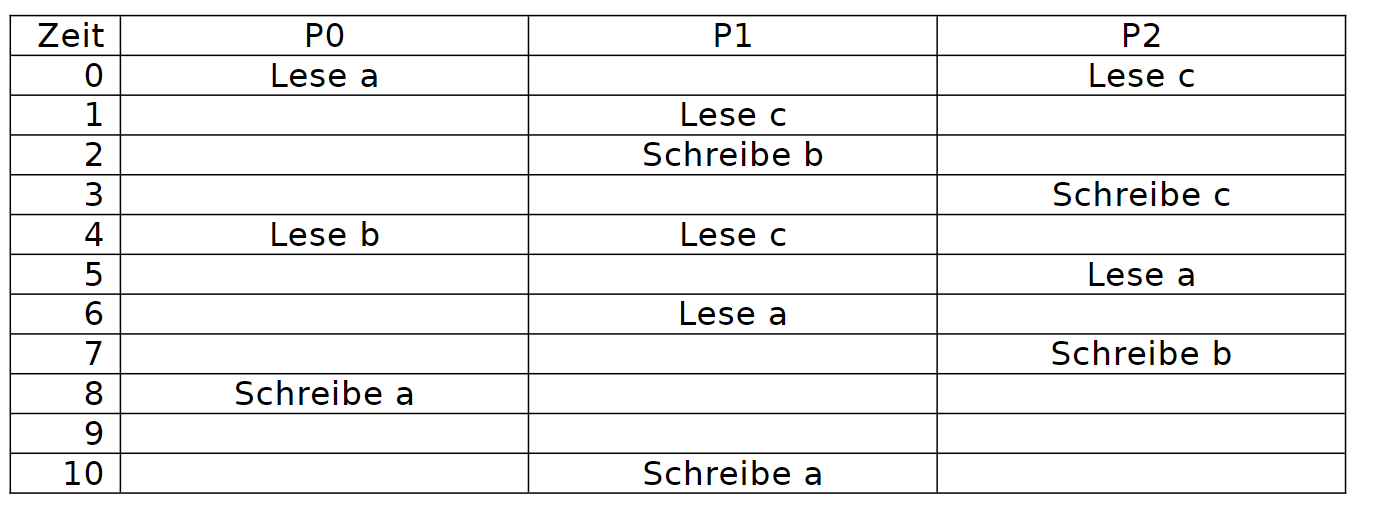 Zeit P0 P1 P2
0 Lese a Lese c
1 Lese c
2 Schreibe b
3 Schreibe c
4 Lese b Lese c
5 Lese a
6 Lese a
7 Schreibe b
8 Schreibe a
9
10 Schreibe a